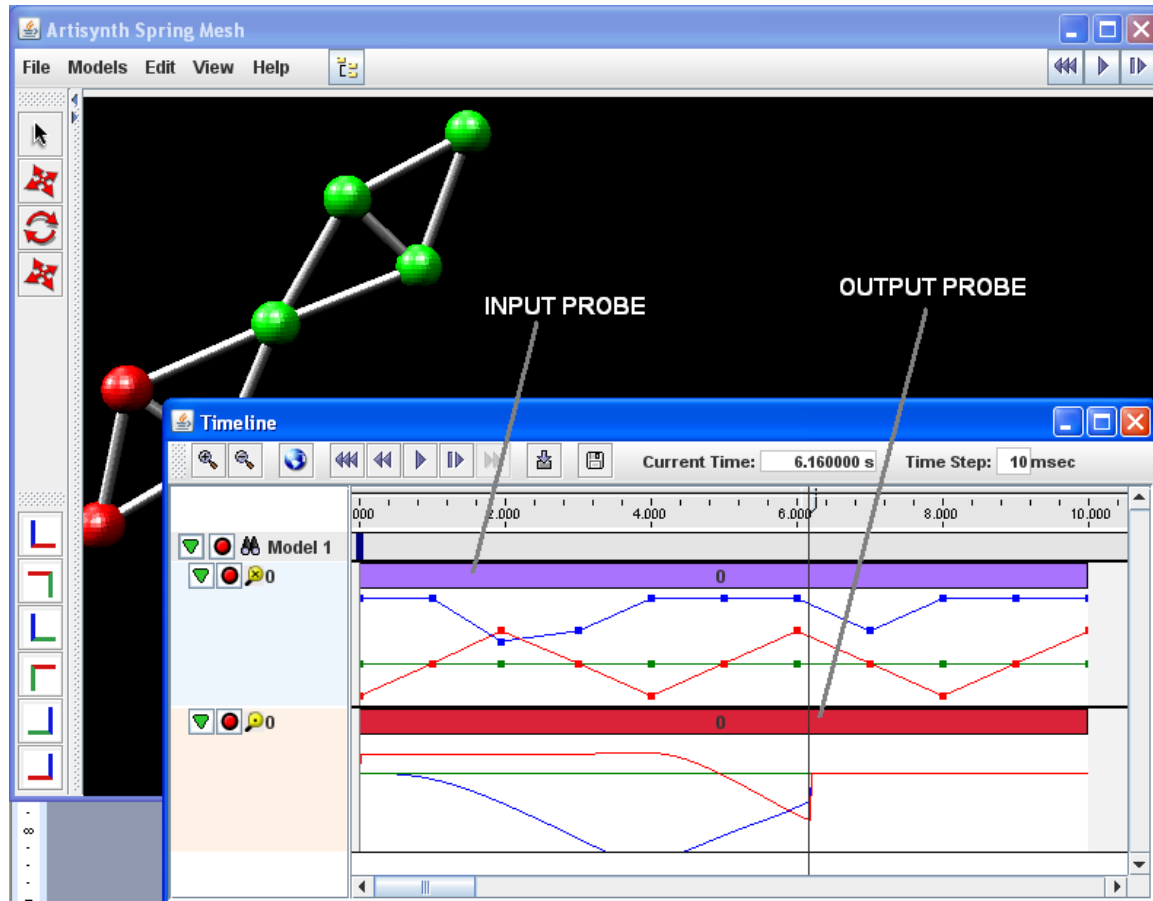 Artisynth Spring Mesh
File Models Edit View Help
INPUT PROBE
OUTPUT PROBE
Timeline
Current Time: 6.160000 s Time Step: 10 msec
000 2.000 4.000 6.000 8.000 10.000
Model 1
0 0
0 0